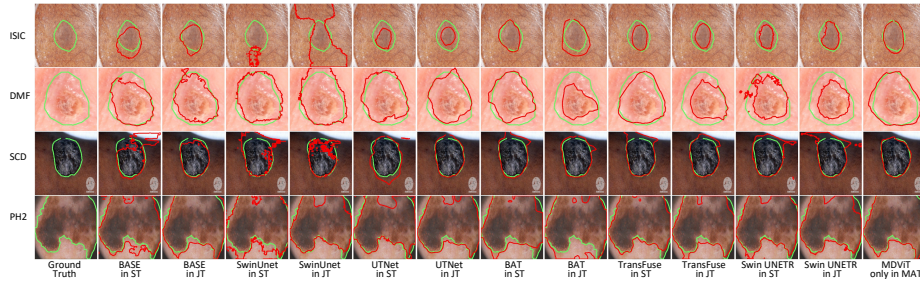 ISIC
DMF
SCD
PH2
Ground Truth
BASE in ST
BASE in JT
SwinUnet in ST
SwinUnet in JT
UTNet in ST
UTNet in JT
BAT in ST
BAT in JT
TransFuse in ST
TransFuse in JT
Swin UNETR in ST
Swin UNETR in JT
MDViT only in MAT